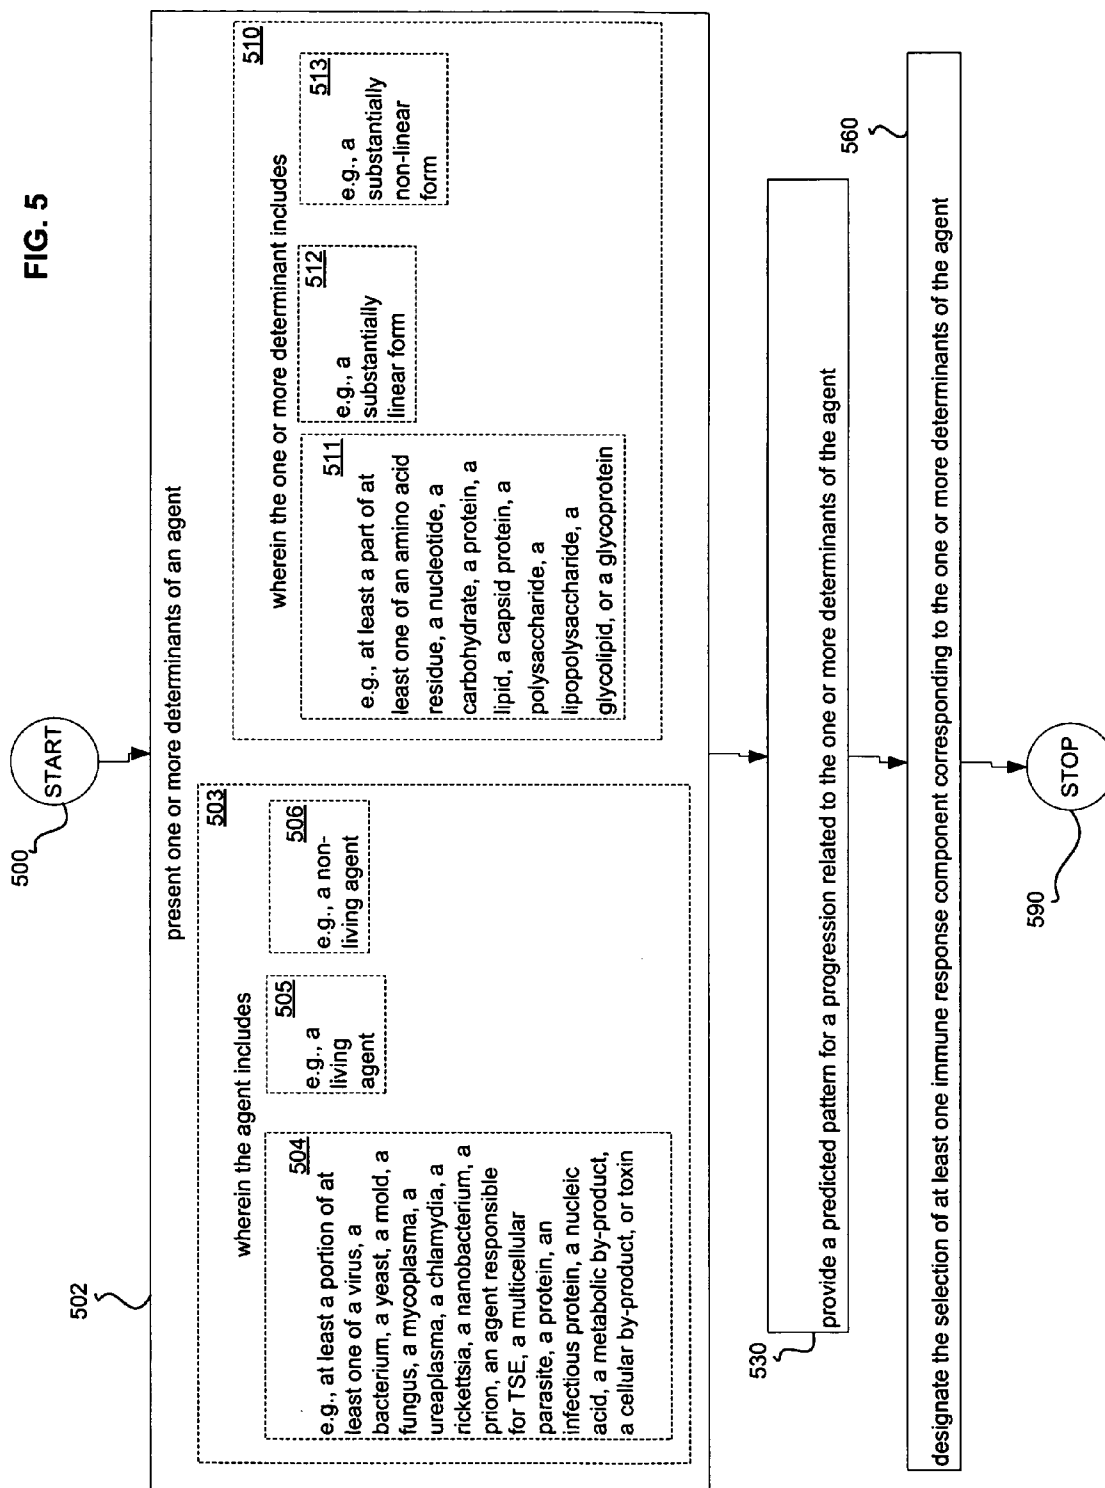 FIG. 5
START
500
502
present one or more determinants of an agent
503
wherein the agent includes
504
e.g., at least a portion of at
least one of a virus, a
bacterium, a yeast, a mold, a
fungus, a mycoplasma, a
ureaplasma, a chlamydia, a
rickettsia, a nanobacterium, a
prion, an agent responsible
for TSE, a multicellular
parasite, a protein, an
infectious protein, a nucleic
acid, a metabolic by-product,
a cellular by-product, or toxin
505
e.g., a
living
agent
506
e.g., a non-
living agent
510
wherein the one or more determinant includes
511
e.g., at least a part of at
least one of an amino acid
residue, a nucleotide, a
carbohydrate, a protein, a
lipid, a capsid protein, a
polysaccharide, a
lipopolysaccharide, a
glycolipid, or a glycoprotein
512
e.g., a
substantially
linear form
513
e.g., a
substantially
non-linear
form
530
provide a predicted pattern for a progression related to the one or more determinants of the agent
560
designate the selection of at least one immune response component corresponding to the one or more determinants of the agent
590
STOP